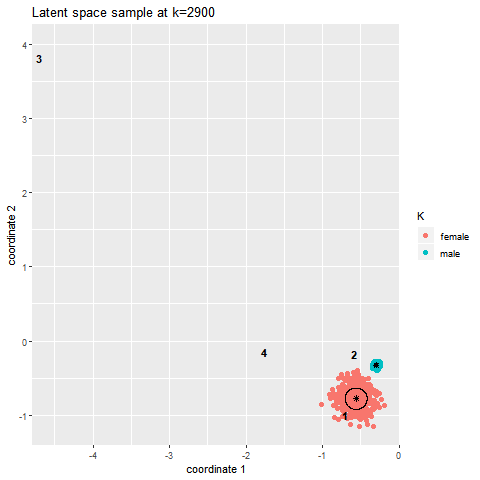 Latent space sample at k=2900
4
3
3
2
1
4
2
0
1
-1
-4
-3
-2
-1
0
coordinate 1
coordinate 2
K
female
male